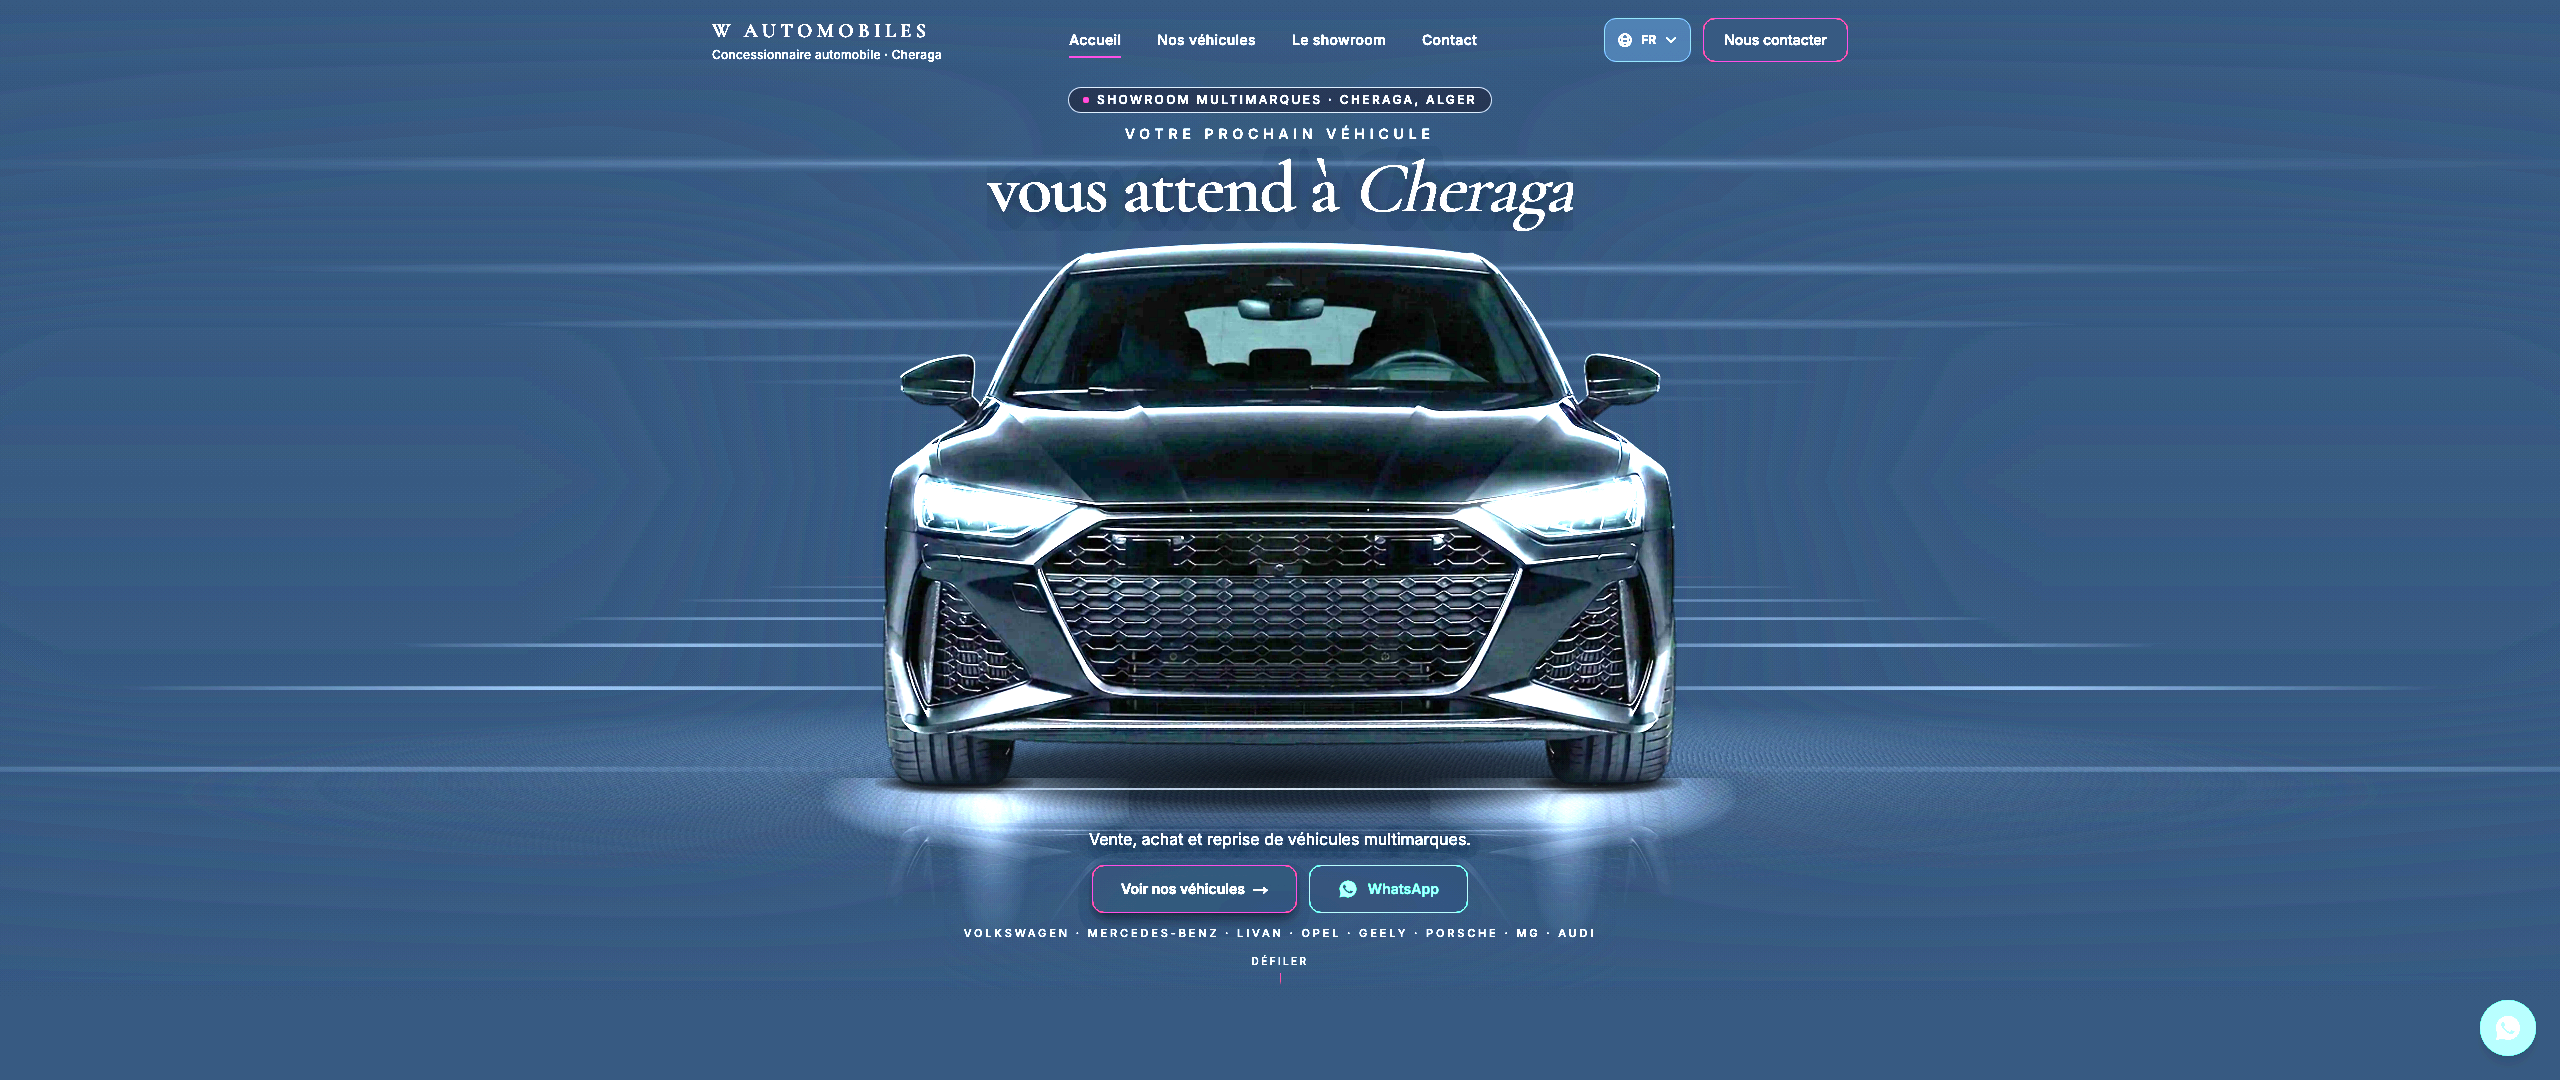 W AUTOMOBILES
Concessionnaire automobile · Cheraga
Accueil
Nos véhicules
Le showroom
Contact
FR
Nous contacter
SHOWROOM MULTIMARQUES · CHERAGA, ALGER
VOTRE PROCHAIN VÉHICULE
vous attend à Cheraga
Vente, achat et reprise de véhicules multimarques.
Voir nos véhicules →
WhatsApp
VOLKSWAGEN · MERCEDES-BENZ · LIVAN · OPEL · GEELY · PORSCHE · MG · AUDI
DÉFILER